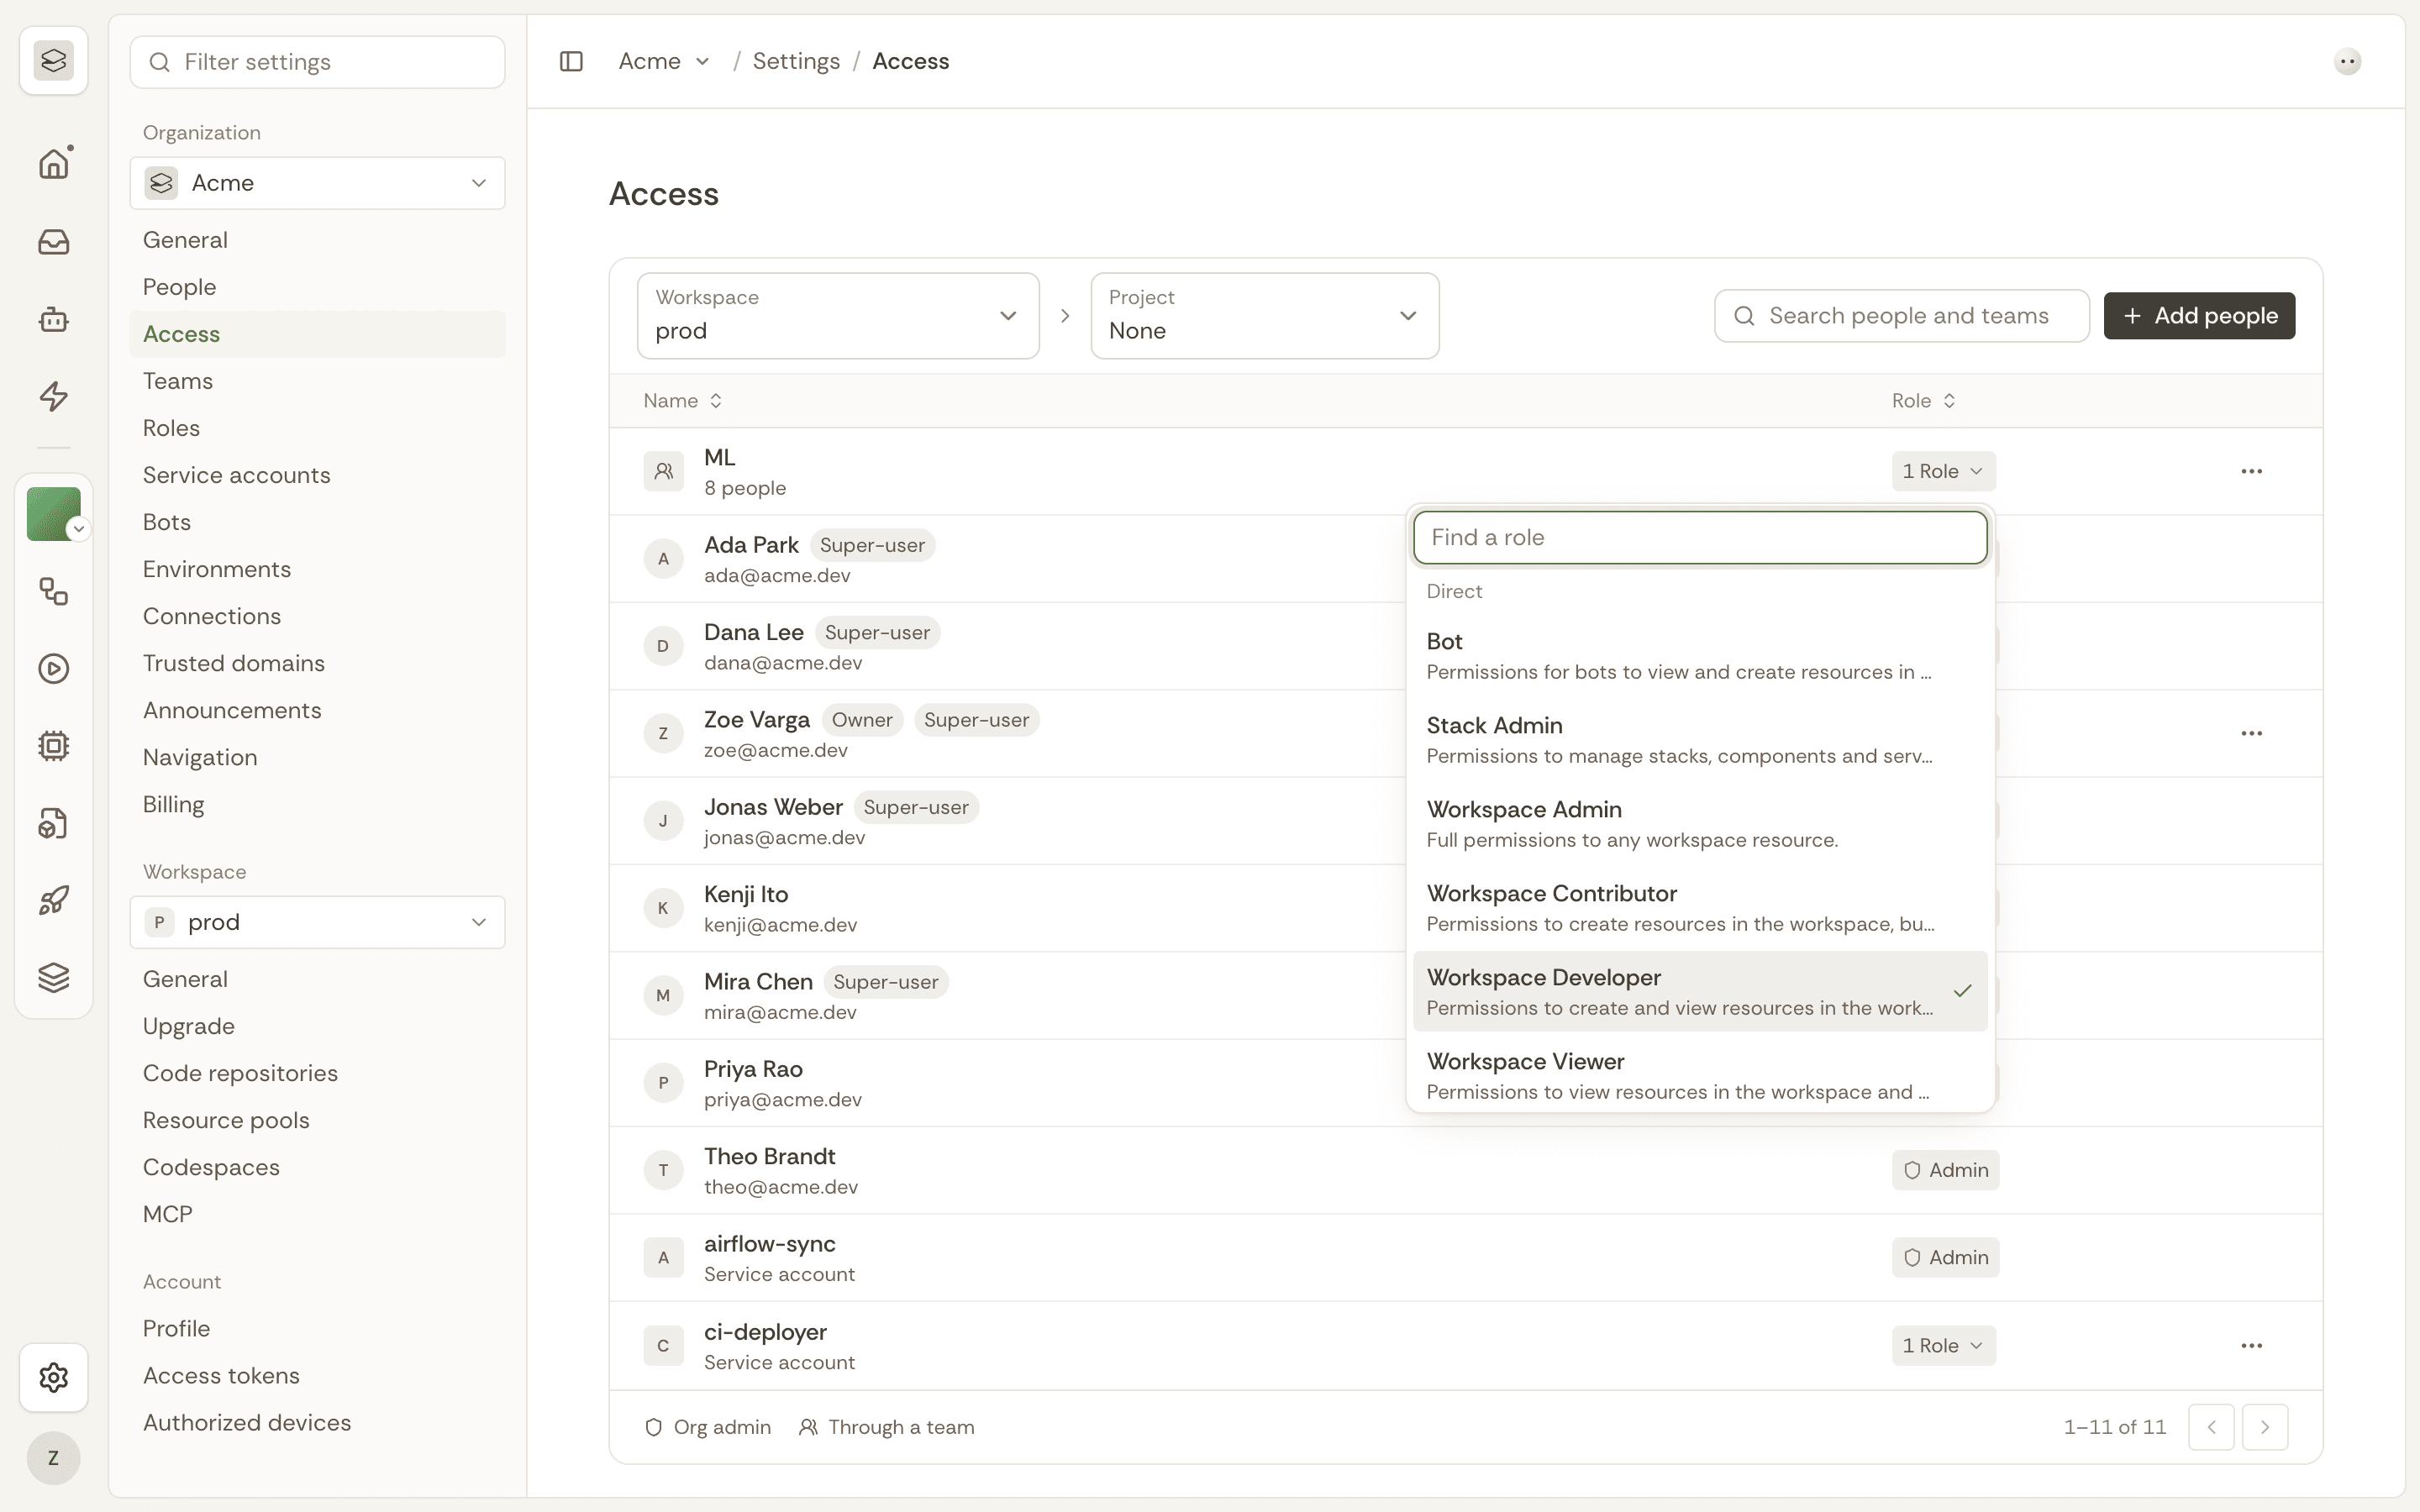 Filter settings
Organization
Acme
General
People
Access
Teams
Roles
Service accounts
Bots
Environments
Connections
Trusted domains
Announcements
Navigation
Billing
Workspace
P prod
General
Upgrade
Code repositories
Resource pools
Codespaces
MCP
Account
Profile
Access tokens
Authorized devices
Z
Acme / Settings / Access
Access
Workspace
prod
Project
None
Search people and teams
+ Add people
Name
Role
ML
8 people
1 Role
A
Ada Park Super-user
ada@acme.dev
D
Dana Lee Super-user
dana@acme.dev
Z
Zoe Varga Owner Super-user
zoe@acme.dev
J
Jonas Weber Super-user
jonas@acme.dev
K
Kenji Ito
kenji@acme.dev
M
Mira Chen Super-user
mira@acme.dev
P
Priya Rao
priya@acme.dev
T
Theo Brandt
theo@acme.dev
Admin
A
airflow-sync
Service account
Admin
C
ci-deployer
Service account
1 Role
Find a role
Direct
Bot
Permissions for bots to view and create resources in ...
Stack Admin
Permissions to manage stacks, components and serv...
Workspace Admin
Full permissions to any workspace resource.
Workspace Contributor
Permissions to create resources in the workspace, bu...
Workspace Developer
Permissions to create and view resources in the work...
Workspace Viewer
Permissions to view resources in the workspace and ...
Org admin
Through a team
1–11 of 11